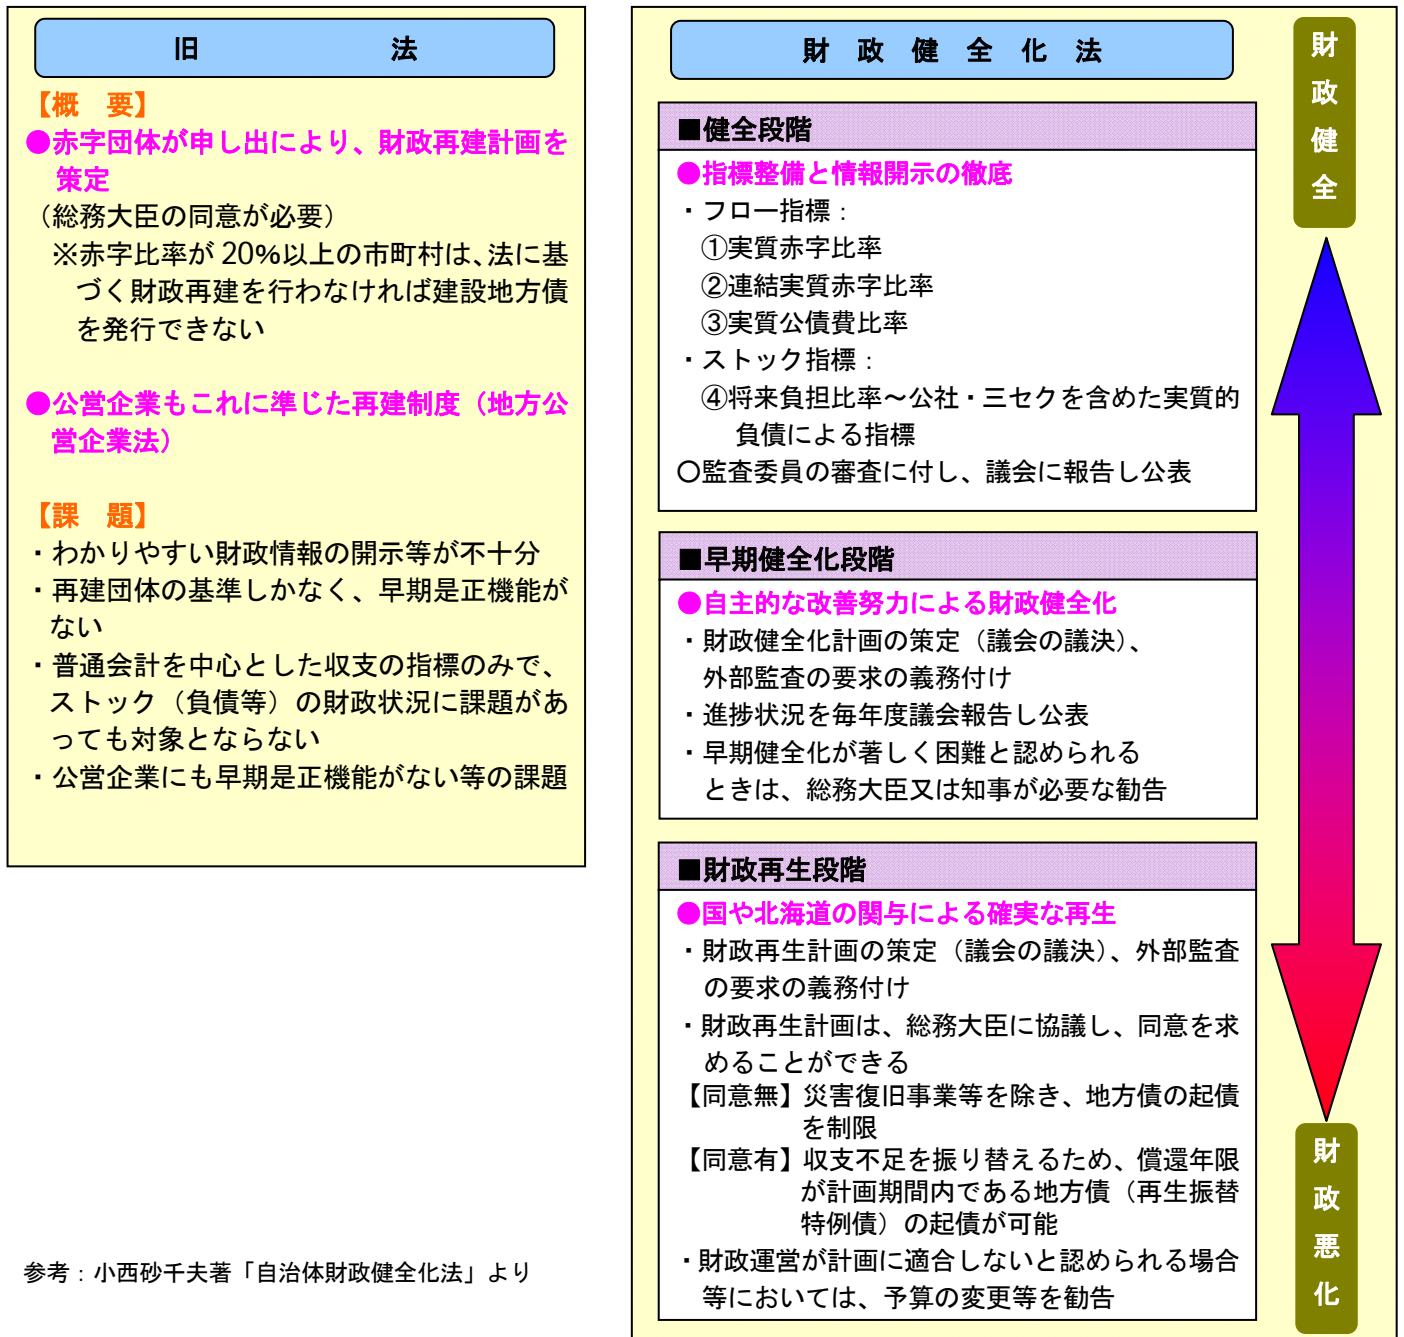 旧法
【概　要】
●赤字団体が申し出により、財政再建計画を
策定
（総務大臣の同意が必要）
※赤字比率が20%以上の市町村は、法に基
づく財政再建を行わなければ建設地方債
を発行できない
●公営企業もこれに準じた再建制度（地方公
営企業法）
【課　題】
・わかりやすい財政情報の開示等が不十分
・再建団体の基準しかなく、早期是正機能が
ない
・普通会計を中心とした収支の指標のみで、
ストック（負債等）の財政状況に課題があ
っても対象とならない
・公営企業にも早期是正機能がない等の課題
参考：小西砂千夫著「自治体財政健全化法」より
財政健全化法
■健全段階
●指標整備と情報開示の徹底
・フロー指標：
①実質赤字比率
②連結実質赤字比率
③実質公債費比率
・ストック指標：
④将来負担比率～公社・三セクを含めた実質的
負債による指標
○監査委員の審査に付し、議会に報告し公表
■早期健全化段階
●自主的な改善努力による財政健全化
・財政健全化計画の策定（議会の議決）、
外部監査の要求の義務付け
・進捗状況を毎年度議会報告し公表
・早期健全化が著しく困難と認められる
ときは、総務大臣又は知事が必要な勧告
■財政再生段階
●国や北海道の関与による確実な再生
・財政再生計画の策定（議会の議決）、外部監査
の要求の義務付け
・財政再生計画は、総務大臣に協議し、同意を求
めることができる
【同意無】災害復旧事業等を除き、地方債の起債
を制限
【同意有】収支不足を振り替えるため、償還年限
が計画期間内である地方債（再生振替
特例債）の起債が可能
・財政運営が計画に適合しないと認められる場合
等においては、予算の変更等を勧告
財政健全
財政悪化